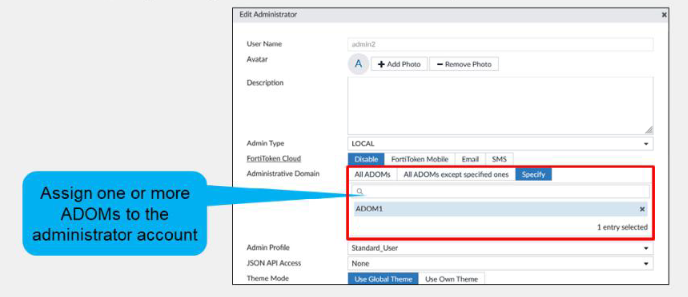 Edit Administrator
×
User Name
admin2
Avatar
A
+ Add Photo
− Remove Photo
Description
Admin Type
LOCAL
FortiToken Cloud
Disable FortiToken Mobile Email SMS
Administrative Domain
All ADOMs All ADOMs except specified ones Specify
ADOM1 ×
1 entry selected
Assign one or more
ADOMs to the
administrator account
Admin Profile
Standard_User
JSON API Access
None
Theme Mode
Use Global Theme Use Own Theme